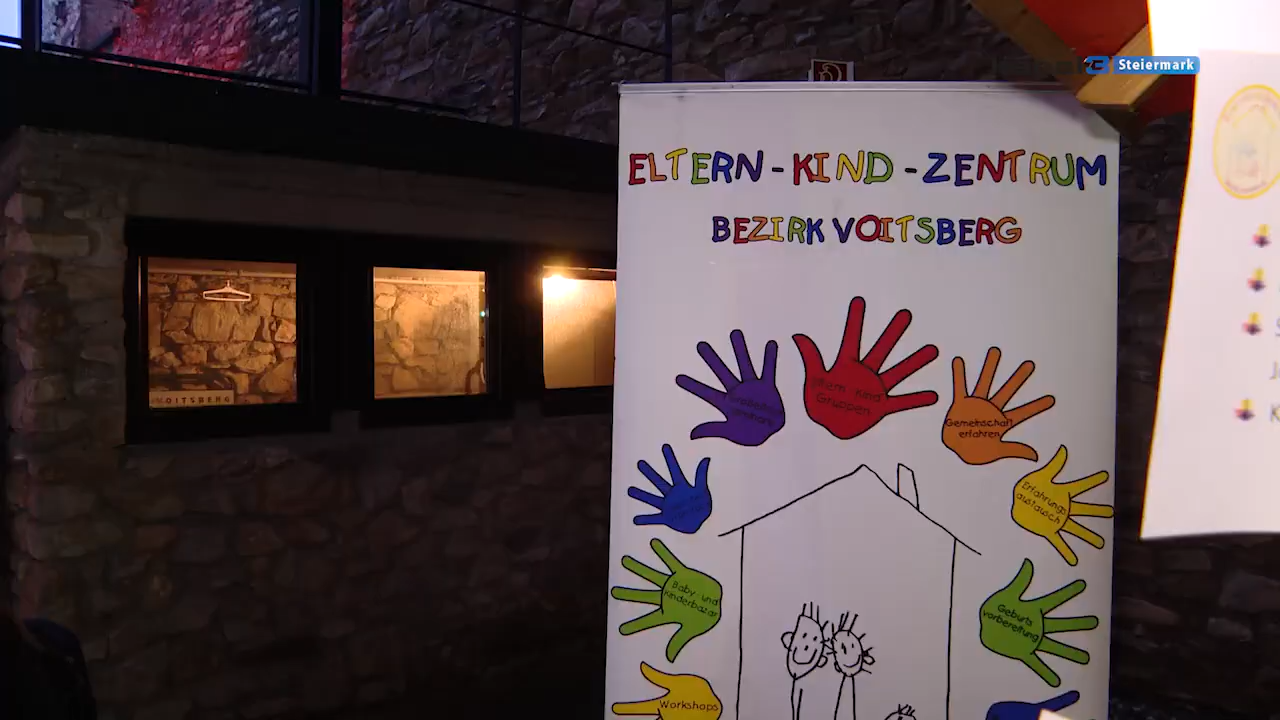 Steiermark
ELTERN-KIND-ZENTRUM
BEZIRK VOITSBERG
Eltern-Kind
Gruppen
Gemeinschaft
erfahren
VOITSBERG
Erfahrungs
austausch
Baby und
Kinderbazar
Geburts
vorbereitung
Workshops